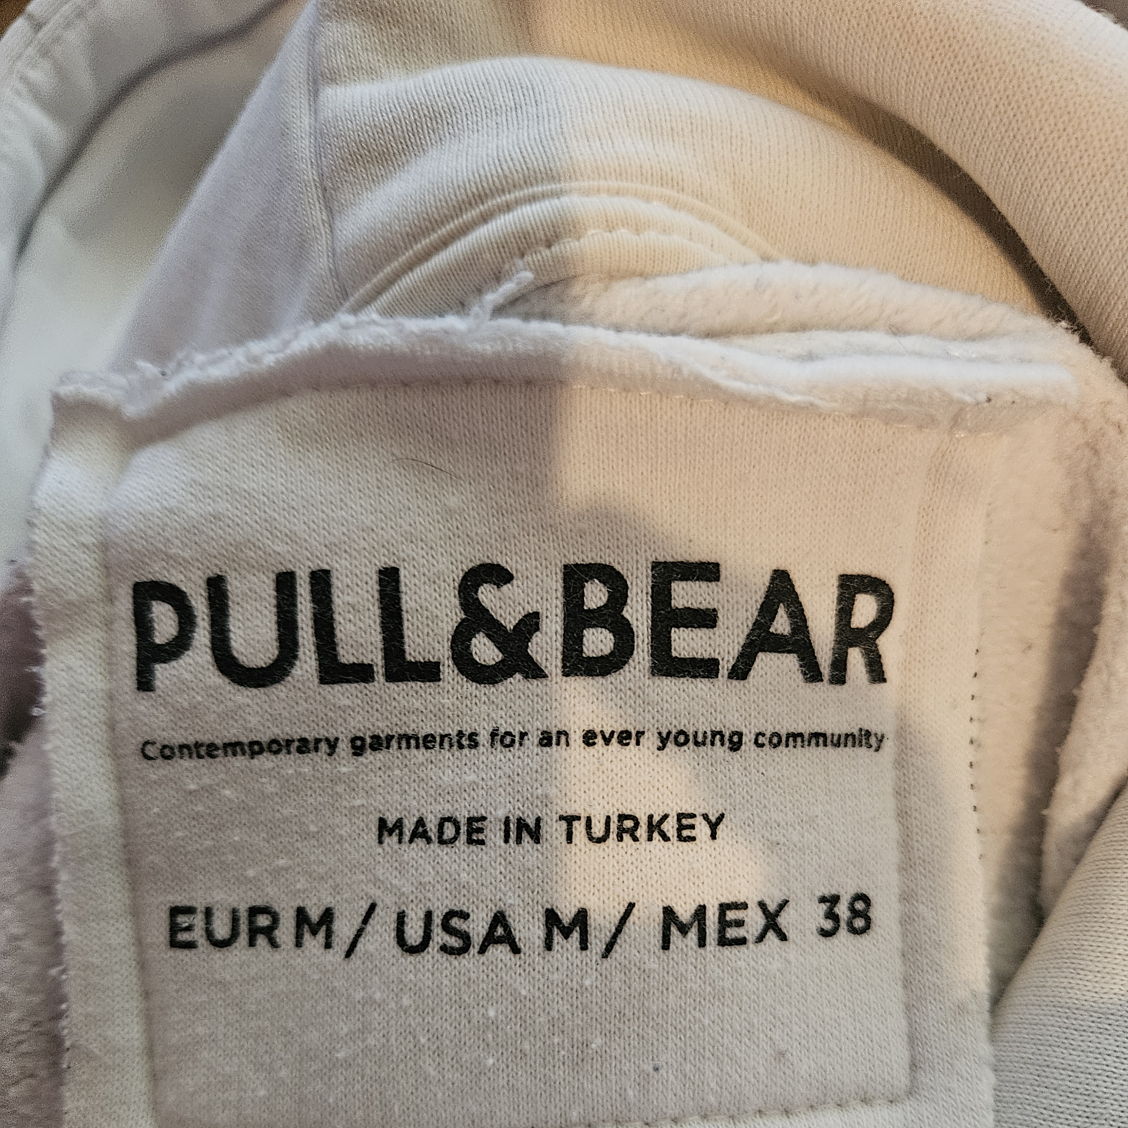 PULL&BEAR
Contemporary garments for an ever young community
MADE IN TURKEY
EUR M / USA M / MEX 38